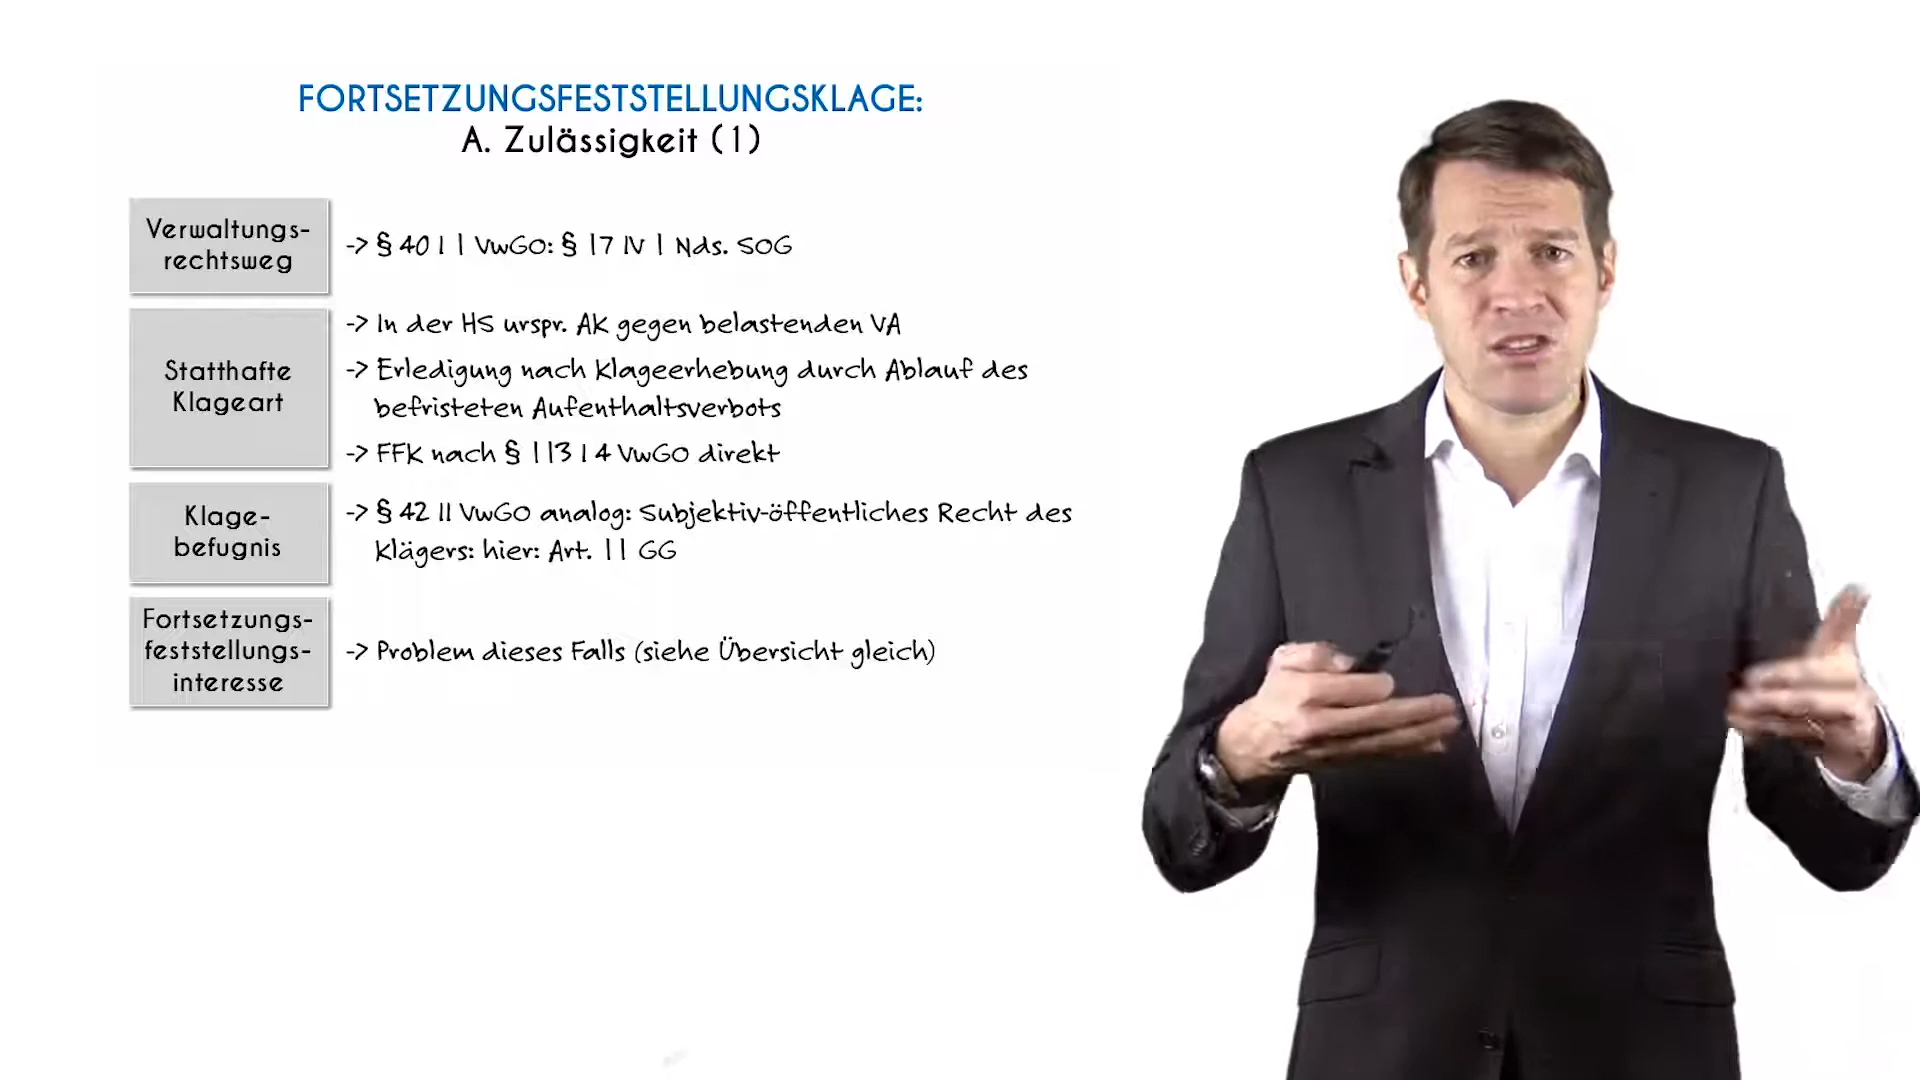 FORTSETZUNGSFESTSTELLUNGSKLAGE:
A. Zulässigkeit (1)
Verwaltungs-
rechtsweg
-> § 40 I 1 VwGO: § 17 IV 1 Nds. SOG
Statthafte
Klageart
-> In der HS urspr. AK gegen belastenden VA
-> Erledigung nach Klageerhebung durch Ablauf des
befristeten Aufenthaltsverbots
-> FFK nach § 113 I 4 VwGO direkt
Klage-
befugnis
-> § 42 II VwGO analog: Subjektiv-öffentliches Recht des
Klägers: hier: Art. 11 GG
Fortsetzungs-
feststellungs-
interesse
-> Problem dieses Falls (siehe Übersicht gleich)